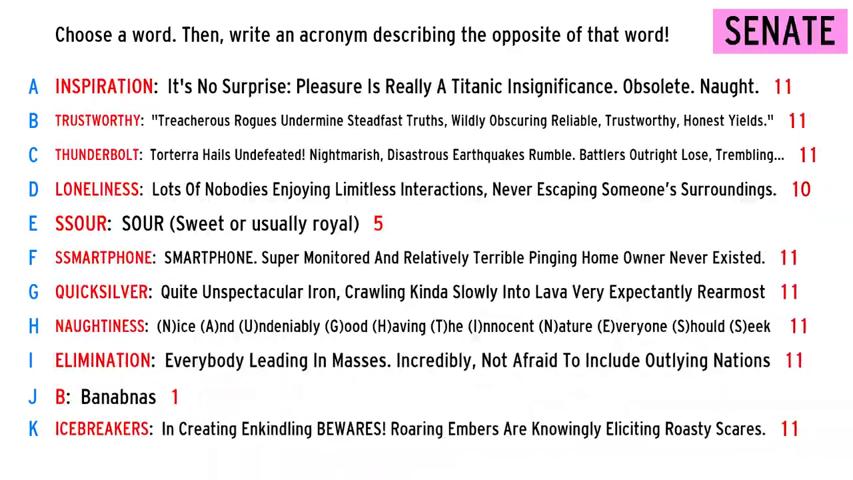 Choose a word. Then, write an acronym describing the opposite of that word!
SENATE
A INSPIRATION: It's No Surprise: Pleasure Is Really A Titanic Insignificance. Obsolete. Naught. 11
B TRUSTWORTHY: "Treacherous Rogues Undermine Steadfast Truths, Wildly Obscuring Reliable, Trustworthy, Honest Yields." 11
C THUNDERBOLT: Torterra Hails Undefeated! Nightmarish, Disastrous Earthquakes Rumble. Battlers Outright Lose, Trembling... 11
D LONELINESS: Lots Of Nobodies Enjoying Limitless Interactions, Never Escaping Someone's Surroundings. 10
E SSOUR: SOUR (Sweet or usually royal) 5
F SSMARTPHONE: SMARTPHONE. Super Monitored And Relatively Terrible Pinging Home Owner Never Existed. 11
G QUICKSILVER: Quite Unspectacular Iron, Crawling Kinda Slowly Into Lava Very Expectantly Rearmost 11
H NAUGHTINESS: (N)ice (A)nd (U)ndeniably (G)ood (H)aving (T)he (I)nnocent (N)ature (E)veryone (S)hould (S)eek 11
I ELIMINATION: Everybody Leading In Masses. Incredibly, Not Afraid To Include Outlying Nations 11
J B: Banabnas 1
K ICEBREAKERS: In Creating Enkindling BEWARES! Roaring Embers Are Knowingly Eliciting Roasty Scares. 11